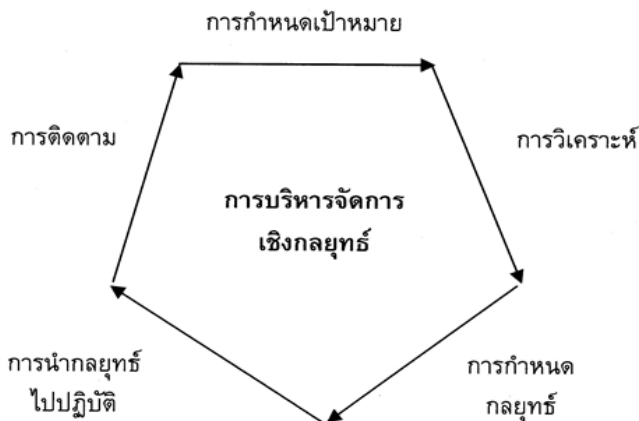 การกำหนดเป้าหมาย
การติดตาม
การวิเคราะห์
การบริหารจัดการ
เชิงกลยุทธ์
การนำกลยุทธ์
ไปปฏิบัติ
การกำหนด
กลยุทธ์